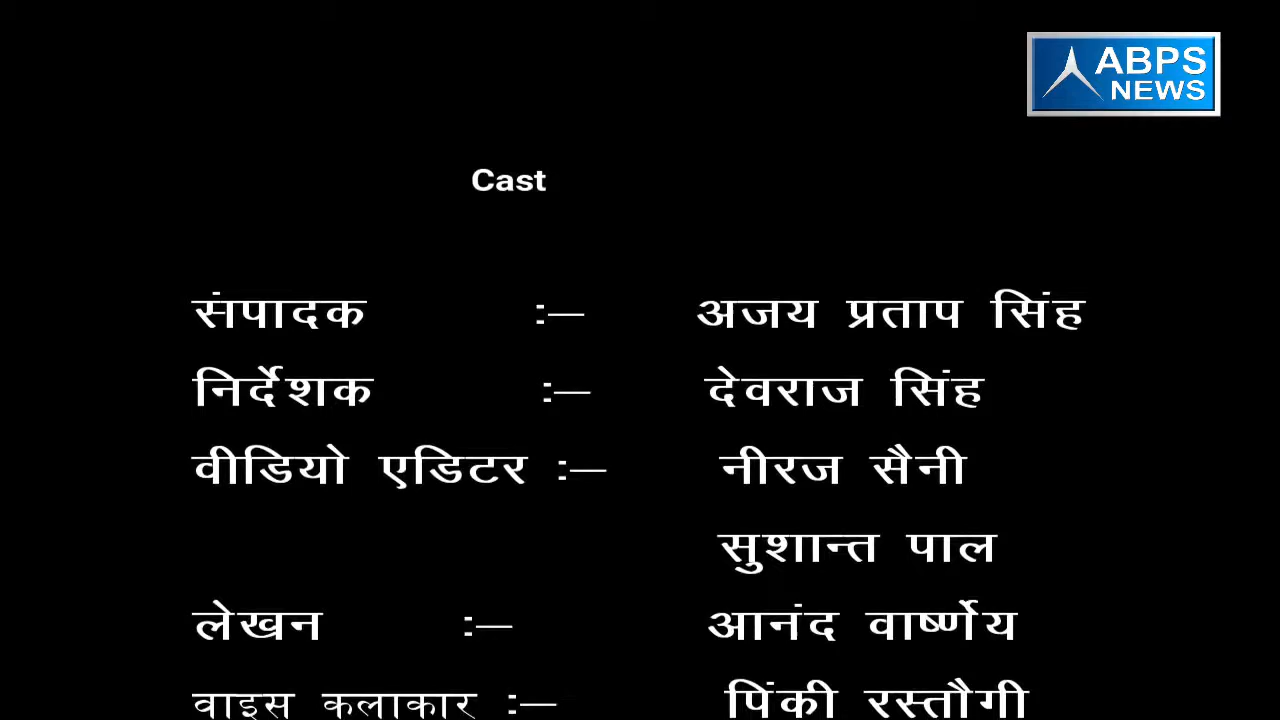 ABPS
NEWS
Cast
संपादक :— अजय प्रताप सिंह
निर्देशक :— देवराज सिंह
वीडियो एडिटर :— नीरज सैनी
सुशान्त पाल
लेखन :— आनंद वार्ष्णेय
वाइस कलाकार :— पिंकी रस्तौगी